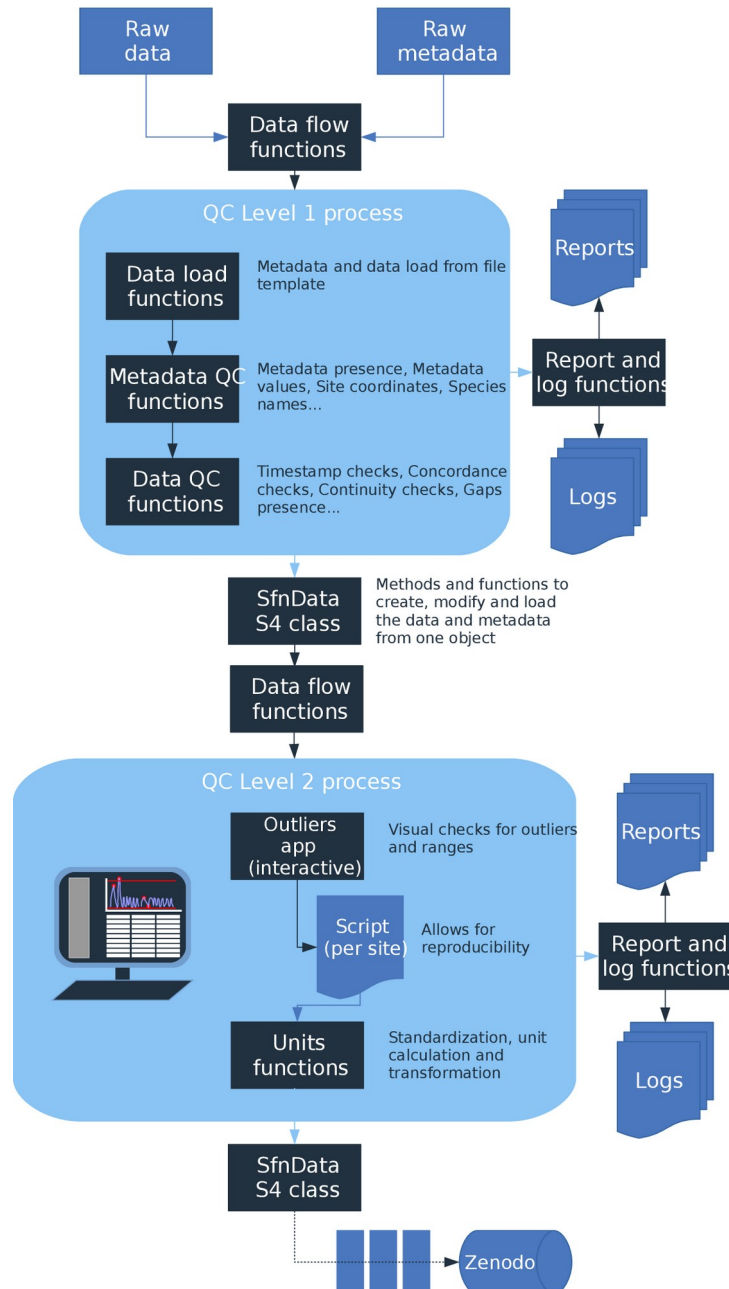 Raw
data
Raw
metadata
Data flow
functions
QC Level 1 process
Data load
functions
Metadata and data load from file
template
Metadata QC
functions
Metadata presence, Metadata
values, Site coordinates, Species
names...
Data QC
functions
Timestamp checks, Concordance
checks, Continuity checks, Gaps
presence...
Reports
Report and
log functions
Logs
SfnData
S4 class
Methods and functions to
create, modify and load
the data and metadata
from one object
Data flow
functions
QC Level 2 process
Outliers
app
(interactive)
Visual checks for outliers
and ranges
Script
(per site)
Allows for
reproducibility
Units
functions
Standardization, unit
calculation and
transformation
Reports
Report and
log functions
Logs
SfnData
S4 class
Zenodo